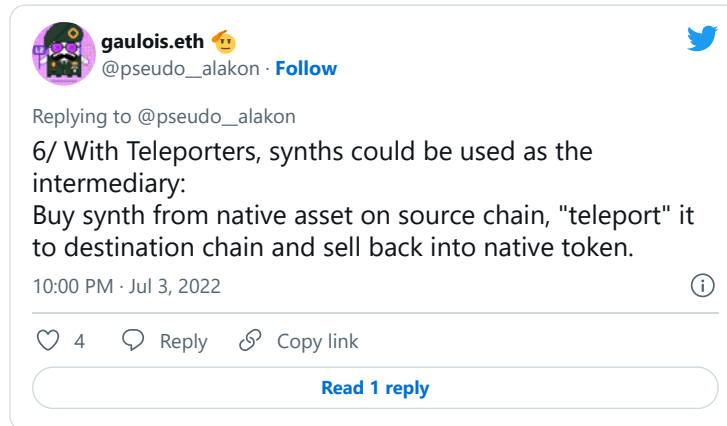 gaulois.eth 🫡
@pseudo__alakon · Follow
Replying to @pseudo__alakon
6/ With Teleporters, synths could be used as the
intermediary:
Buy synth from native asset on source chain, "teleport" it
to destination chain and sell back into native token.
10:00 PM · Jul 3, 2022
4 Reply Copy link
Read 1 reply